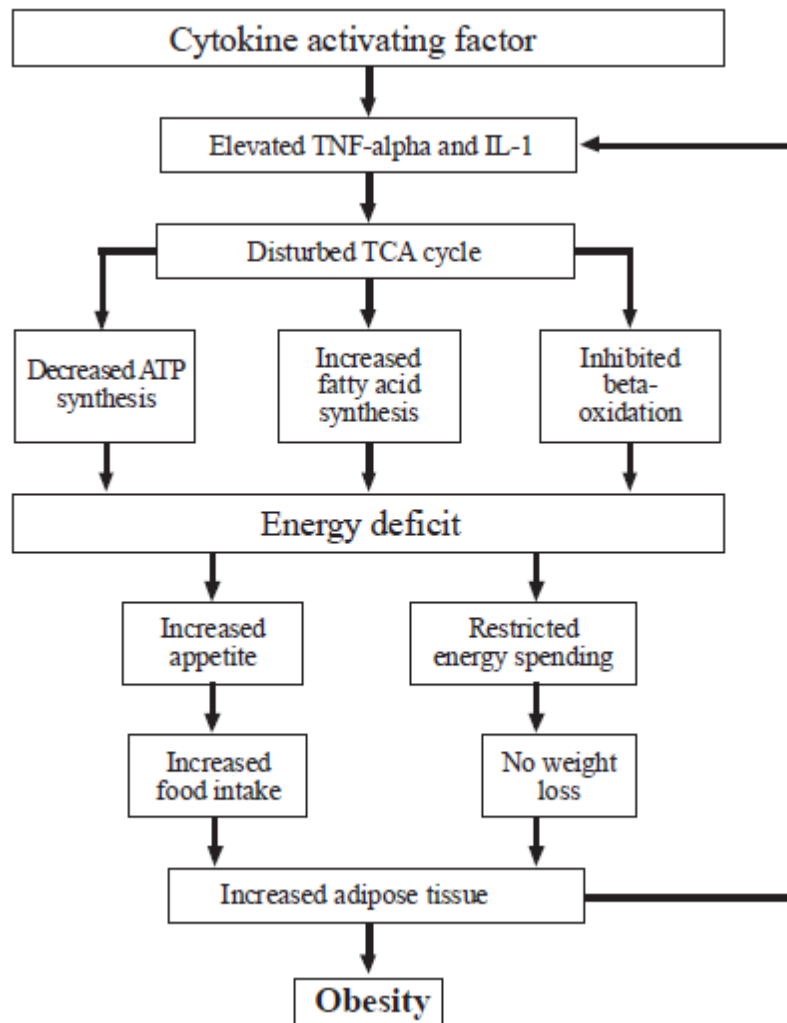 Cytokine activating factor
Elevated TNF-alpha and IL-1
Disturbed TCA cycle
Decreased ATP
synthesis
Increased
fatty acid
synthesis
Inhibited
beta-
oxidation
Energy deficit
Increased
appetite
Restricted
energy spending
Increased
food intake
No weight
loss
Increased adipose tissue
Obesity